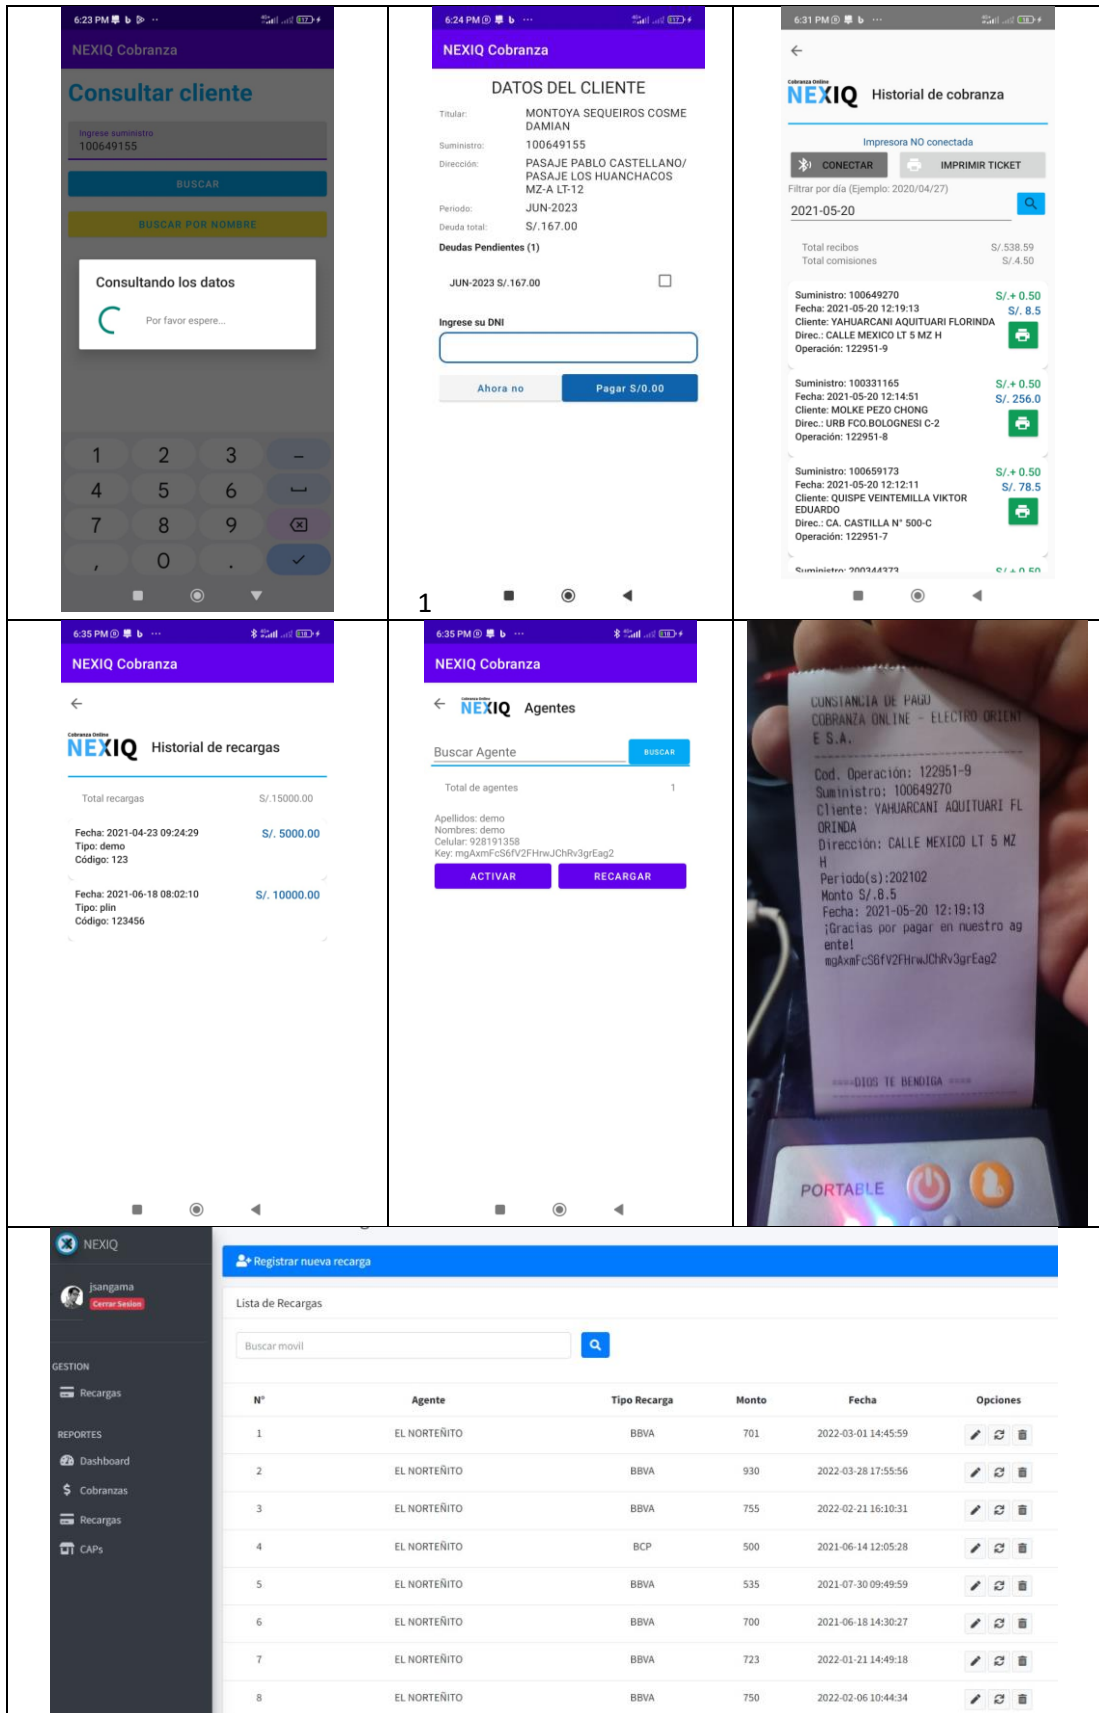 6:23 PM
NEXIQ Cobranza
Consultar cliente
Ingrese suministro
100649155
BUSCAR
BUSCAR POR NOMBRE
Consultando los datos
Por favor espere...
1 2 3 −
4 5 6
7 8 9
, 0 .
6:24 PM
NEXIQ Cobranza
DATOS DEL CLIENTE
Titular: MONTOYA SEQUEIROS COSME
DAMIAN
Suministro: 100649155
Dirección: PASAJE PABLO CASTELLANO/
PASAJE LOS HUANCHACOS
MZ-A LT-12
Periodo: JUN-2023
Deuda total: S/.167.00
Deudas Pendientes (1)
JUN-2023 S/.167.00
Ingrese su DNI
Ahora no Pagar S/0.00
1
6:31 PM
Cobranza Online
NEXIQ Historial de cobranza
Impresora NO conectada
CONECTAR IMPRIMIR TICKET
Filtrar por día (Ejemplo: 2020/04/27)
2021-05-20
Total recibos S/.538.59
Total comisiones S/.4.50
Suministro: 100649270 S/.+ 0.50
Fecha: 2021-05-20 12:19:13 S/. 8.5
Cliente: YAHUARCANI AQUITUARI FLORINDA
Direc.: CALLE MEXICO LT 5 MZ H
Operación: 122951-9
Suministro: 100331165 S/.+ 0.50
Fecha: 2021-05-20 12:14:51 S/. 256.0
Cliente: MOLKE PEZO CHONG
Direc.: URB FCO.BOLOGNESI C-2
Operación: 122951-8
Suministro: 100659173 S/.+ 0.50
Fecha: 2021-05-20 12:12:11 S/. 78.5
Cliente: QUISPE VEINTEMILLA VIKTOR
EDUARDO
Direc.: CA. CASTILLA N° 500-C
Operación: 122951-7
Suministro: 200344373 S/.+ 0.50
6:35 PM
NEXIQ Cobranza
Cobranza Online
NEXIQ Historial de recargas
Total recargas S/.15000.00
Fecha: 2021-04-23 09:24:29 S/. 5000.00
Tipo: demo
Código: 123
Fecha: 2021-06-18 08:02:10 S/. 10000.00
Tipo: plin
Código: 123456
6:35 PM
NEXIQ Cobranza
Cobranza Online
NEXIQ Agentes
Buscar Agente BUSCAR
Total de agentes 1
Apellidos: demo
Nombres: demo
Celular: 928191358
Key: mgAxmFcS6fV2FHrwJChRv3grEag2
ACTIVAR RECARGAR
CONSTANCIA DE PAGO
COBRANZA ONLINE - ELECTRO ORIENT
E S.A.
Cod. Operación: 122951-9
Suministro: 100649270
Cliente: YAHUARCANI AQUITUARI FL
ORINDA
Dirección: CALLE MEXICO LT 5 MZ
H
Periodo(s):202102
Monto S/.8.5
Fecha: 2021-05-20 12:19:13
¡Gracias por pagar en nuestro ag
ente!
mgAxmFcS6fV2FHrwJChRv3grEag2
====DIOS TE BENDIGA ====
PORTABLE
NEXIQ
jsangama
Cerrar Sesion
GESTION
Recargas
REPORTES
Dashboard
Cobranzas
Recargas
CAPs
Registrar nueva recarga
Lista de Recargas
Buscar movil
N° Agente Tipo Recarga Monto Fecha Opciones
1 EL NORTEÑITO BBVA 701 2022-03-01 14:45:59
2 EL NORTEÑITO BBVA 930 2022-03-28 17:55:56
3 EL NORTEÑITO BBVA 755 2022-02-21 16:10:31
4 EL NORTEÑITO BCP 500 2021-06-14 12:05:28
5 EL NORTEÑITO BBVA 535 2021-07-30 09:49:59
6 EL NORTEÑITO BBVA 700 2021-06-18 14:30:27
7 EL NORTEÑITO BBVA 723 2022-01-21 14:49:18
8 EL NORTEÑITO BBVA 750 2022-02-06 10:44:34